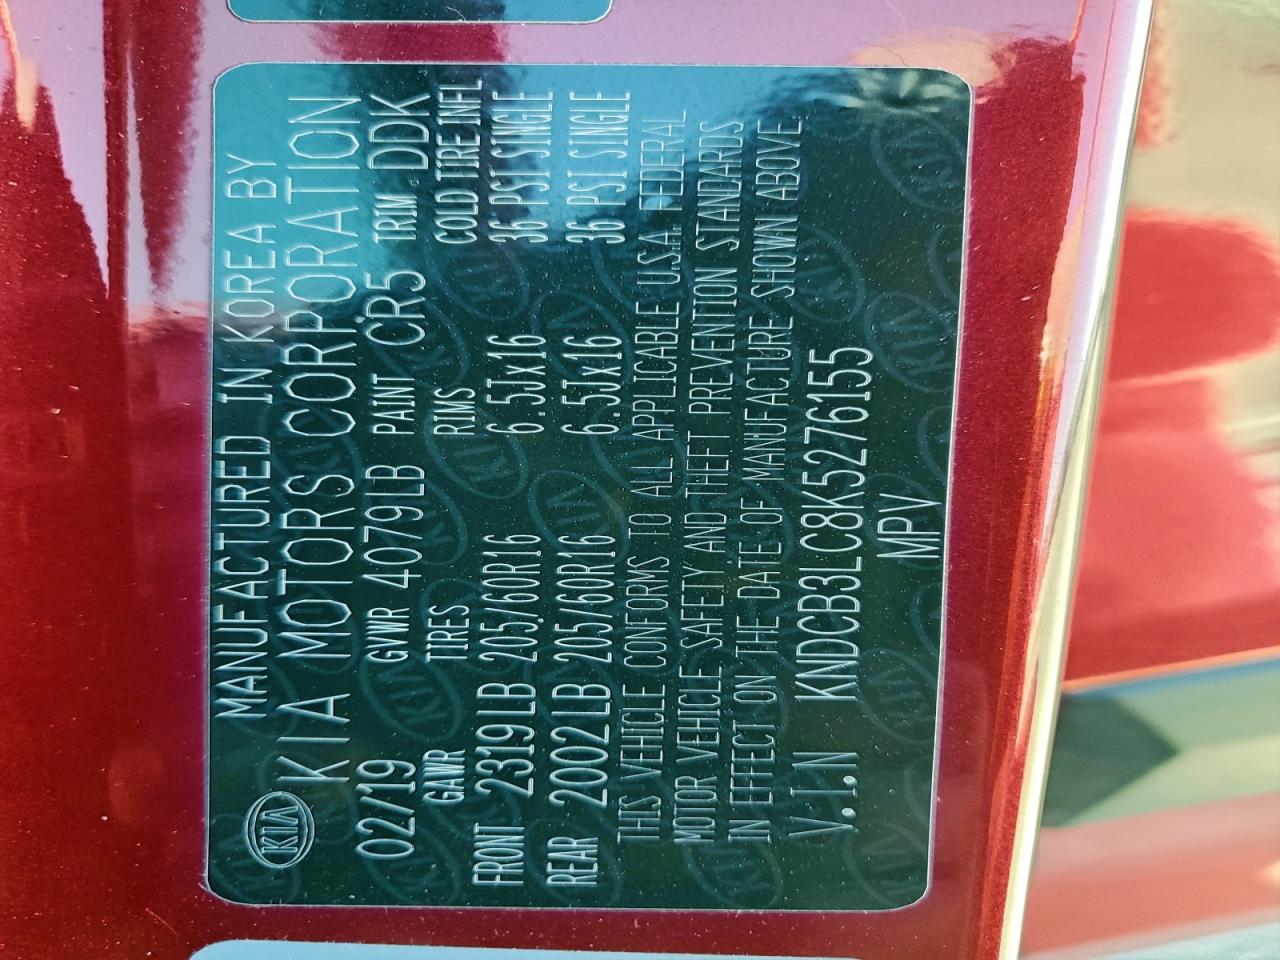 KIA MANUFACTURED IN KOREA BY
KIA MOTORS CORPORATION
02/19 GVWR 4079LB PAINT CR5 TRIM DDK
GAWR TIRES RIMS COLD TIRE INFL
FRONT 2319LB 205/60R16 6.5Jx16 36 PSI SINGLE
REAR 2002LB 205/60R16 6.5Jx16 36 PSI SINGLE
THIS VEHICLE CONFORMS TO ALL APPLICABLE U.S.A. FEDERAL
MOTOR VEHICLE SAFETY AND THEFT PREVENTION STANDARDS
IN EFFECT ON THE DATE OF MANUFACTURE SHOWN ABOVE.
V.I.N KNDCB3LC8K5276155
MPV